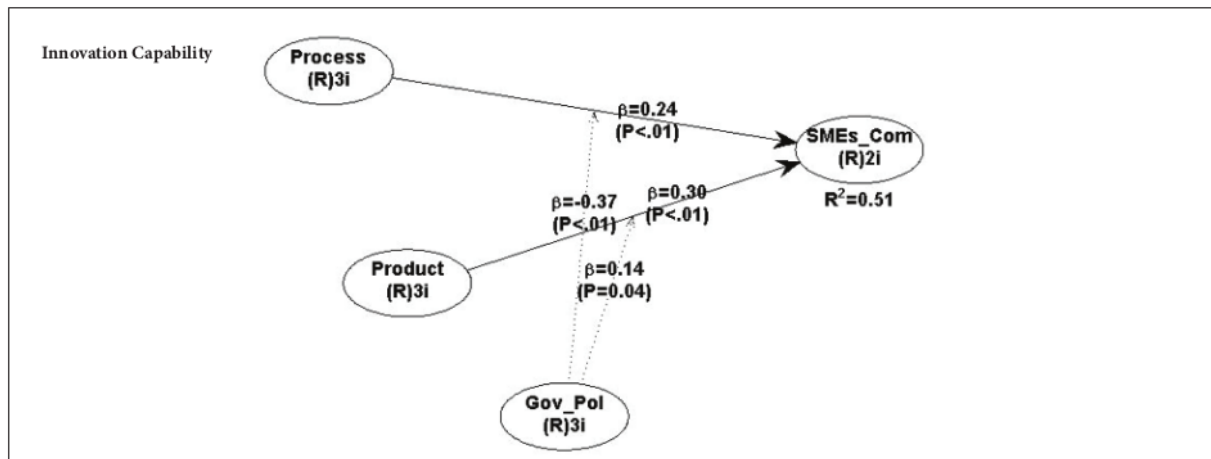 Innovation Capability
Process
(R)3i
β=0.24
(P<.01)
SMEs_Com
(R)2i
R²=0.51
β=0.30
(P<.01)
β=-0.37
(P<.01)
Product
(R)3i
β=0.14
(P=0.04)
Gov_Pol
(R)3i